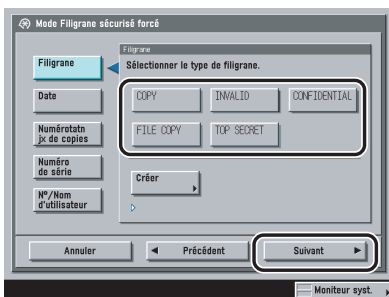 Mode Filigrane sécurisé forcé
Filigrane
Filigrane
Sélectionner le type de filigrane.
Date
COPY
INVALID
CONFIDENTIAL
Numérotatn
jx de copies
FILE COPY
TOP SECRET
Numéro
de série
Créer
Nº/Nom
d'utilisateur
Annuler
Précédent
Suivant
Moniteur syst.